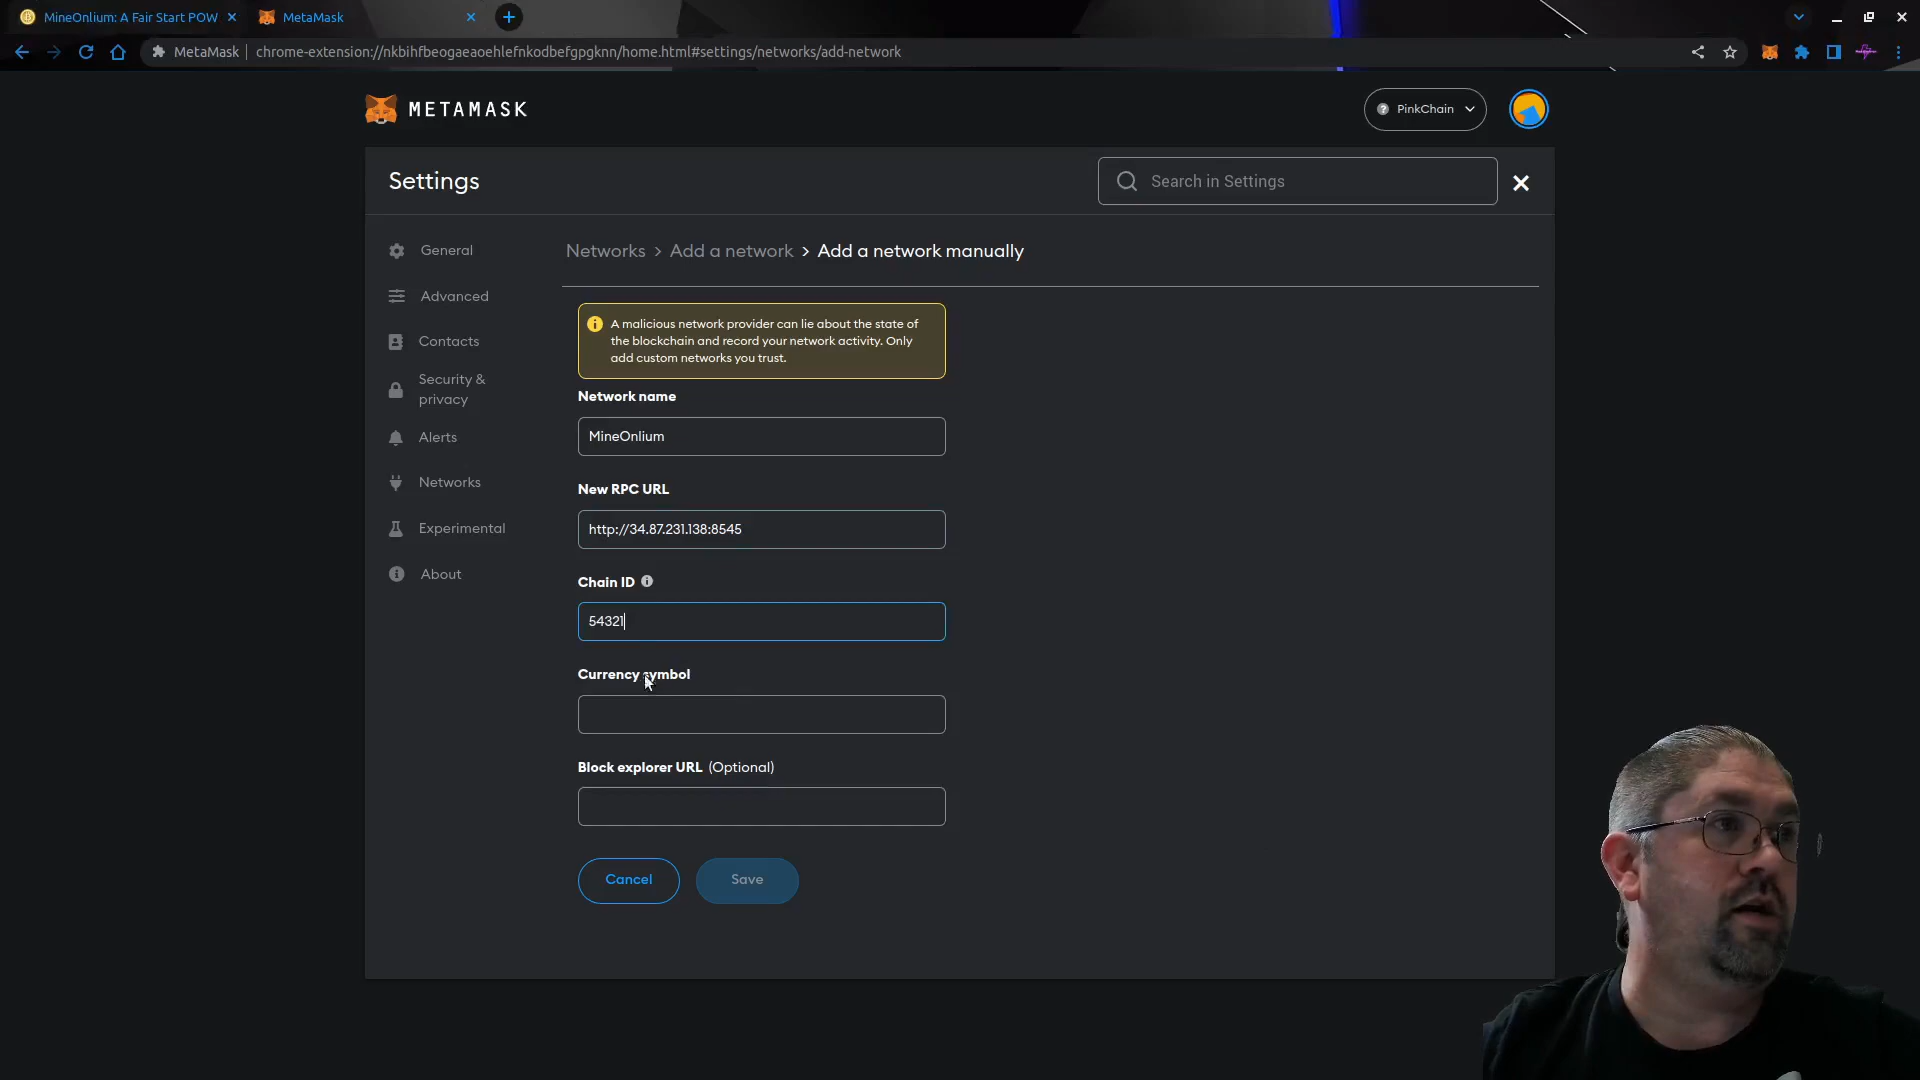 MineOnlium: A Fair Start POW
MetaMask
MetaMask
chrome-extension://nkbihfbeogaeaoehlefnkodbefgpgknn/home.html#settings/networks/add-network
METAMASK
PinkChain
Settings
Search in Settings
General
Advanced
Contacts
Security &
privacy
Alerts
Networks
Experimental
About
Networks > Add a network > Add a network manually
A malicious network provider can lie about the state of
the blockchain and record your network activity. Only
add custom networks you trust.
Network name
MineOnlium
New RPC URL
http://34.87.231.138:8545
Chain ID
54321
Currency symbol
Block explorer URL (Optional)
Cancel
Save